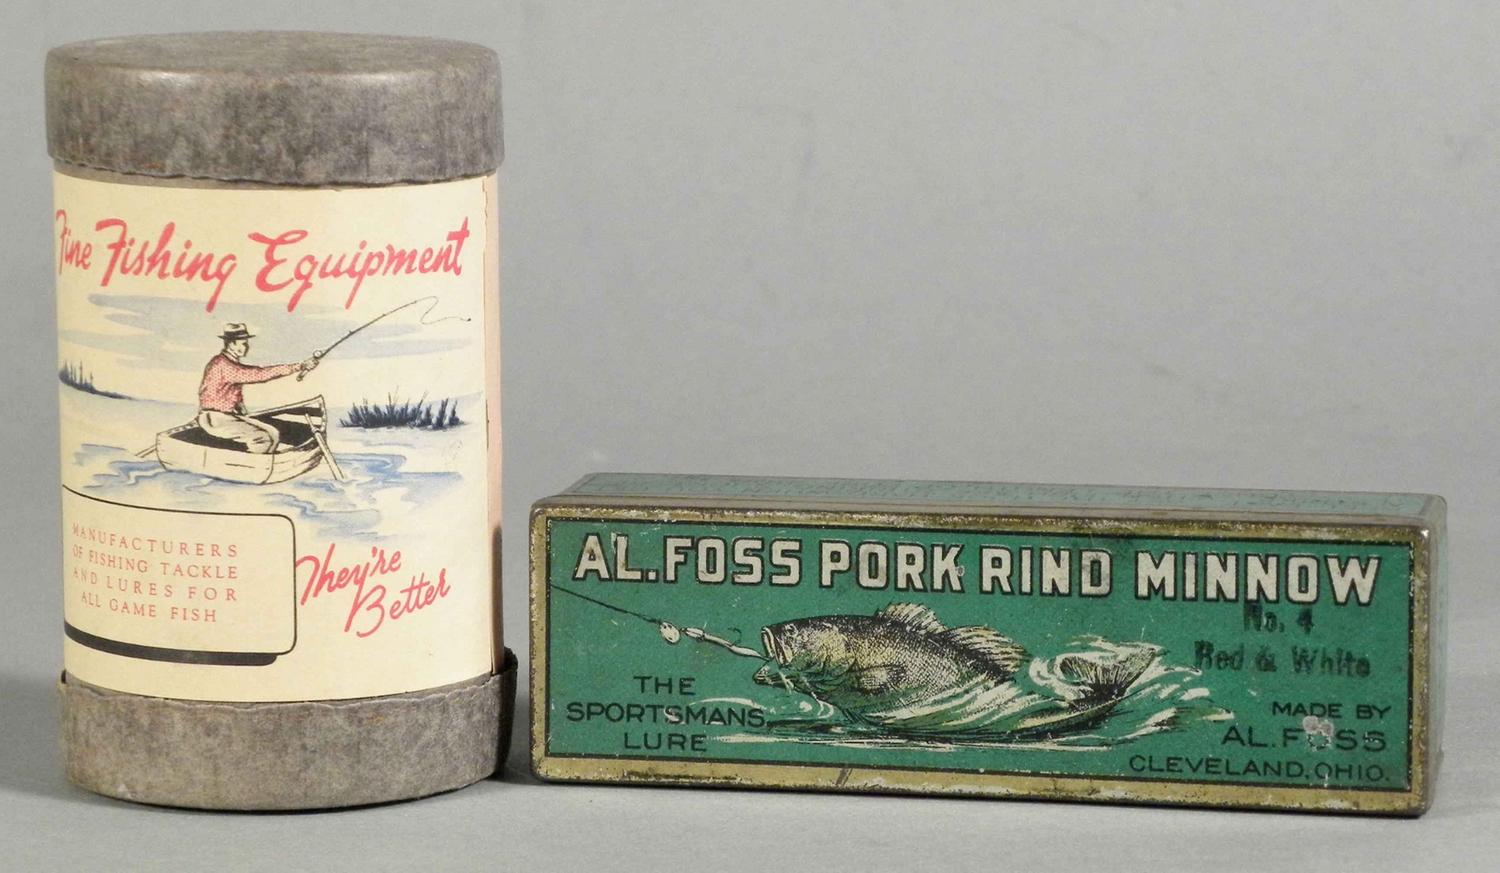 Fine Fishing Equipment
MANUFACTURERS
OF FISHING TACKLE
AND LURES FOR
ALL GAME FISH
They're
Better
AL. FOSS PORK RIND MINNOW
No. 4
Red & White
THE
SPORTSMANS
LURE
MADE BY
AL. FOSS
CLEVELAND, OHIO.